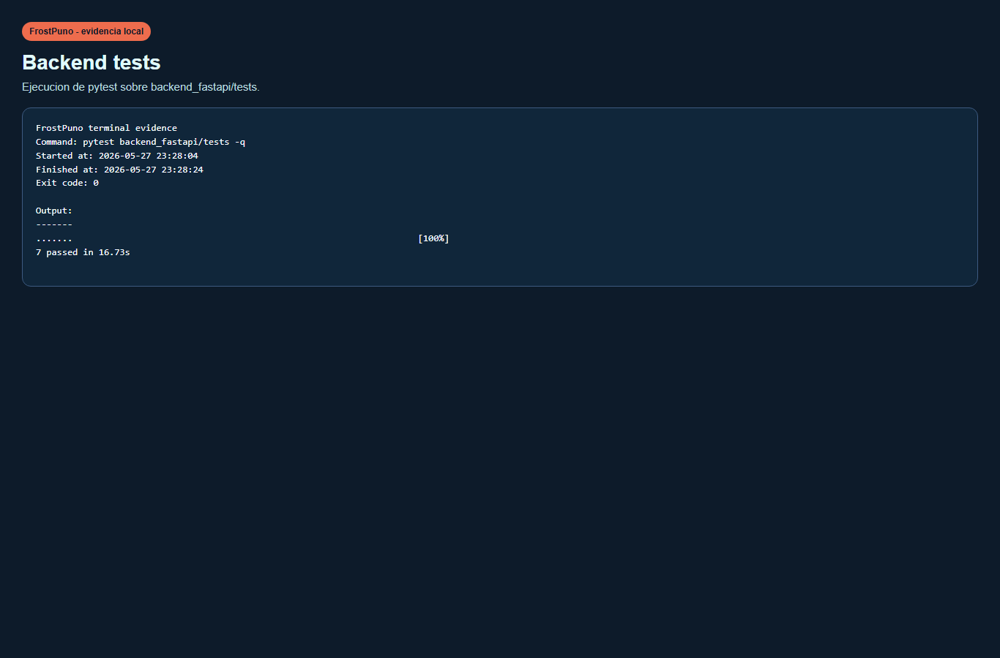 FrostPuno - evidencia local
Backend tests
Ejecucion de pytest sobre backend_fastapi/tests.
FrostPuno terminal evidence
Command: pytest backend_fastapi/tests -q
Started at: 2026-05-27 23:28:04
Finished at: 2026-05-27 23:28:24
Exit code: 0
Output:
-------
....... [100%]
7 passed in 16.73s